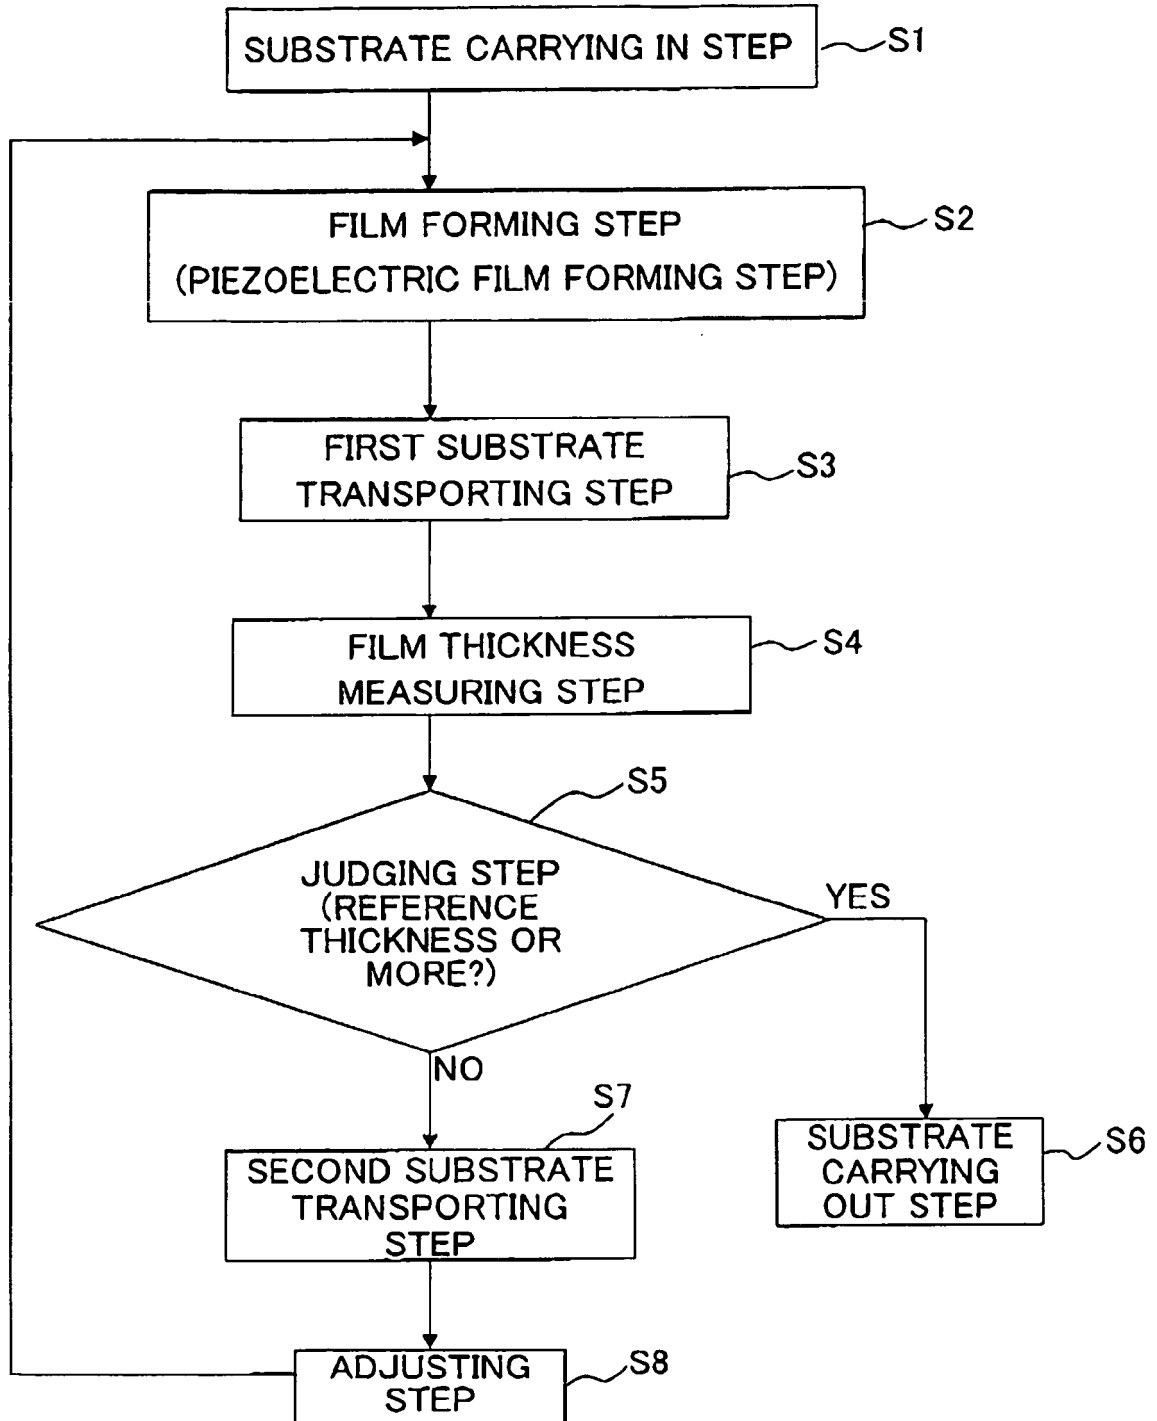 SUBSTRATE CARRYING IN STEP
S1
FILM FORMING STEP
(PIEZOELECTRIC FILM FORMING STEP)
S2
FIRST SUBSTRATE
TRANSPORTING STEP
S3
FILM THICKNESS
MEASURING STEP
S4
S5
JUDGING STEP
(REFERENCE
THICKNESS OR
MORE?)
YES
NO
S7
SECOND SUBSTRATE
TRANSPORTING
STEP
SUBSTRATE
CARRYING
OUT STEP
S6
ADJUSTING
STEP
S8